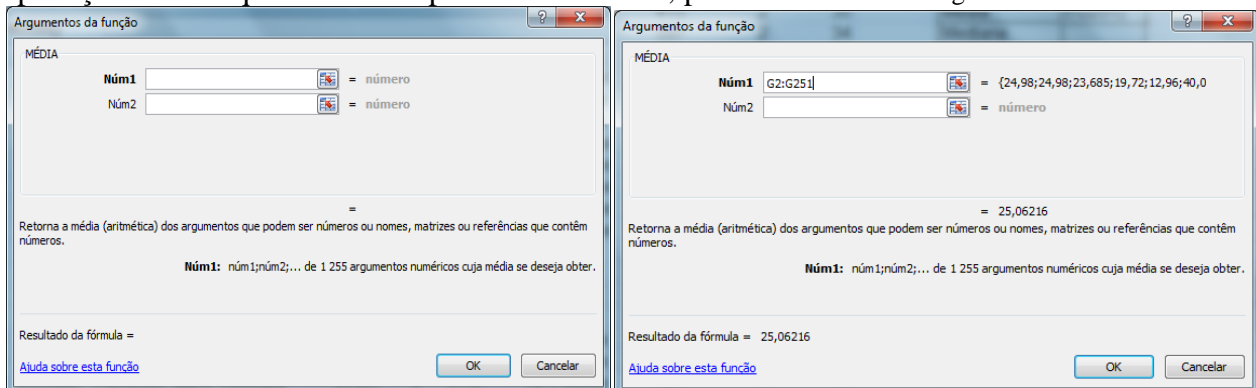 Argumentos da função
MÉDIA
Núm1 = número
Núm2 = número
=
Retorna a média (aritmética) dos argumentos que podem ser números ou nomes, matrizes ou referências que contêm
números.
Núm1: núm1;núm2;... de 1 255 argumentos numéricos cuja média se deseja obter.
Resultado da fórmula =
Ajuda sobre esta função
OK Cancelar
Argumentos da função
MÉDIA
Núm1 G2:G251 = {24,98;24,98;23,685;19,72;12,96;40,0
Núm2 = número
= 25,06216
Retorna a média (aritmética) dos argumentos que podem ser números ou nomes, matrizes ou referências que contêm
números.
Núm1: núm1;núm2;... de 1 255 argumentos numéricos cuja média se deseja obter.
Resultado da fórmula = 25,06216
Ajuda sobre esta função
OK Cancelar